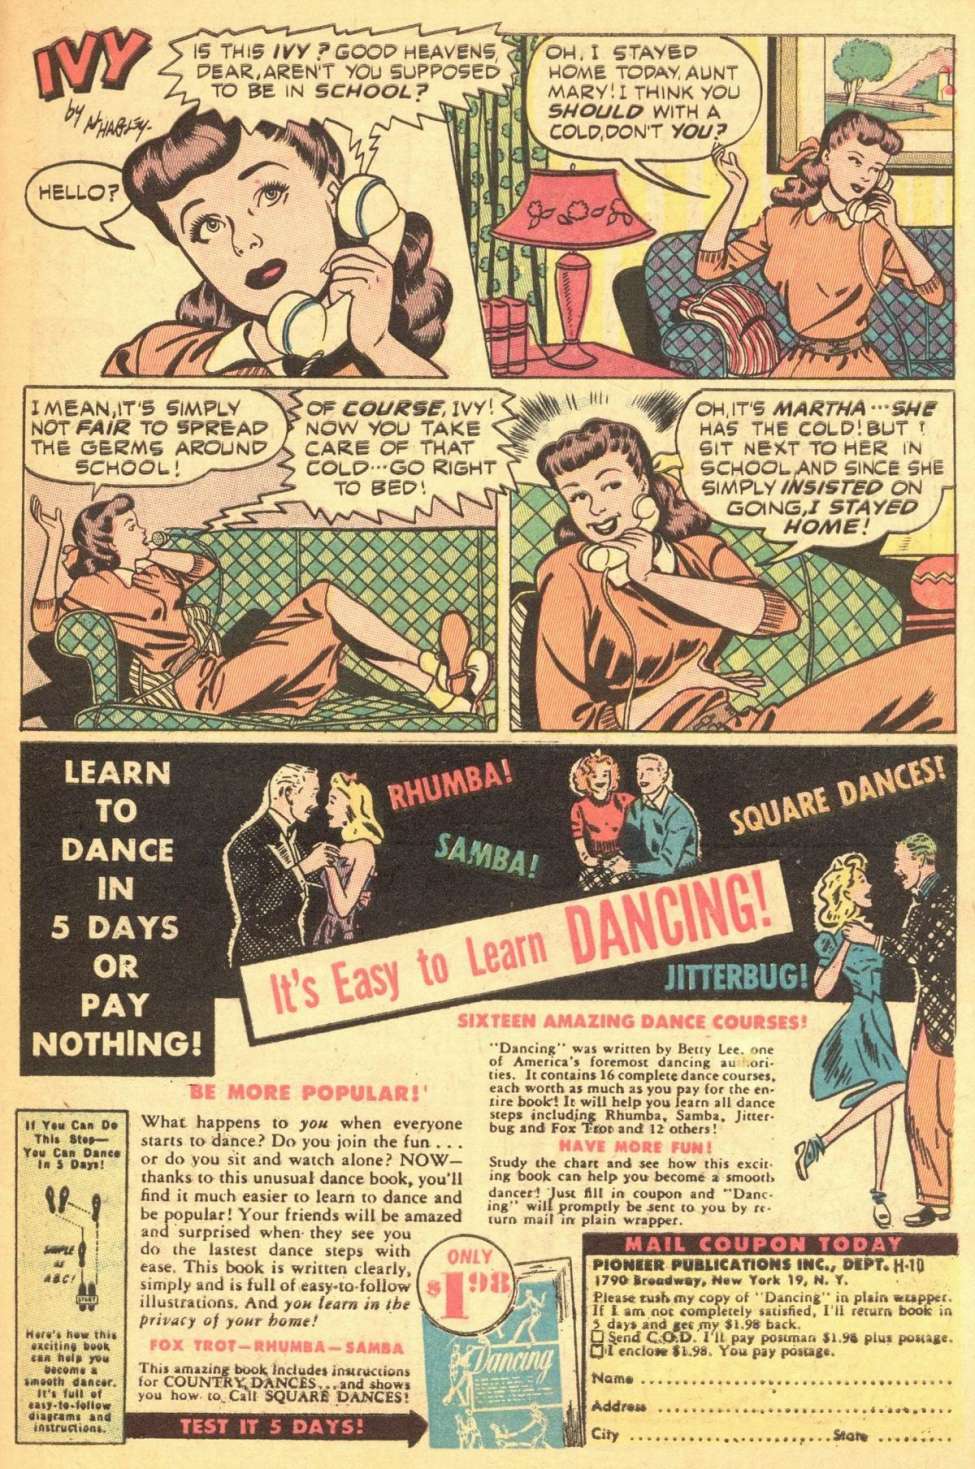 IVY
by N HARLEY-
HELLO?
IS THIS IVY? GOOD HEAVENS,
DEAR, AREN'T YOU SUPPOSED
TO BE IN SCHOOL?
OH, I STAYED
HOME TODAY, AUNT
MARY! I THINK YOU
SHOULD WITH A
COLD, DON'T YOU?
I MEAN, IT'S SIMPLY
NOT FAIR TO SPREAD
THE GERMS AROUND
SCHOOL!
OF COURSE, IVY!
NOW YOU TAKE
CARE OF THAT
COLD...GO RIGHT
TO BED!
OH, IT'S MARTHA...SHE
HAS THE COLD! BUT I
SIT NEXT TO HER IN
SCHOOL, AND SINCE SHE
SIMPLY INSISTED ON
GOING, I STAYED
HOME!
LEARN
TO
DANCE
IN
5 DAYS
OR
PAY
NOTHING!
RHUMBA!
SAMBA!
SQUARE DANCES!
JITTERBUG!
It's Easy to Learn DANCING!
'BE MORE POPULAR!'
What happens to you when everyone
starts to dance? Do you join the fun . . .
or do you sit and watch alone? NOW—
thanks to this unusual dance book, you'll
find it much easier to learn to dance and
be popular! Your friends will be amazed
and surprised when they see you
do the lastest dance steps with
ease. This book is written clearly,
simply and is full of easy-to-follow
illustrations. And you learn in the
privacy of your home!
FOX TROT—RHUMBA—SAMBA
This amazing book includes instructions
for COUNTRY DANCES...and shows
you how to Call SQUARE DANCES!
TEST IT 5 DAYS!
If You Can Do
This Step—
You Can Dance
In 5 Days!
SIMPLE
AS
A.B.C!
START
Here's how this
exciting book
can help you
become a
smooth dancer.
It's full of
easy-to-follow
diagrams and
instructions.
SIXTEEN AMAZING DANCE COURSES!
"Dancing" was written by Betty Lee, one
of America's foremost dancing authori-
ties. It contains 16 complete dance courses,
each worth as much as you pay for the en-
tire book! It will help you learn all dance
steps including Rhumba, Samba, Jitter-
bug and Fox Trot and 12 others!
HAVE MORE FUN!
Study the chart and see how this excit-
ing book can help you become a smooth
dancer! Just fill in coupon and "Danc-
ing" will promptly be sent to you by re-
turn mail in plain wrapper.
ONLY
$1.98
Dancing
MAIL COUPON TODAY
PIONEER PUBLICATIONS INC., DEPT. H-10
1790 Broadway, New York 19, N. Y.
Please rush my copy of "Dancing" in plain wrapper.
If I am not completely satisfied, I'll return book in
5 days and get my $1.98 back.
Send C.O.D. I'll pay postman $1.98 plus postage.
I enclose $1.98. You pay postage.
Name
Address
City State